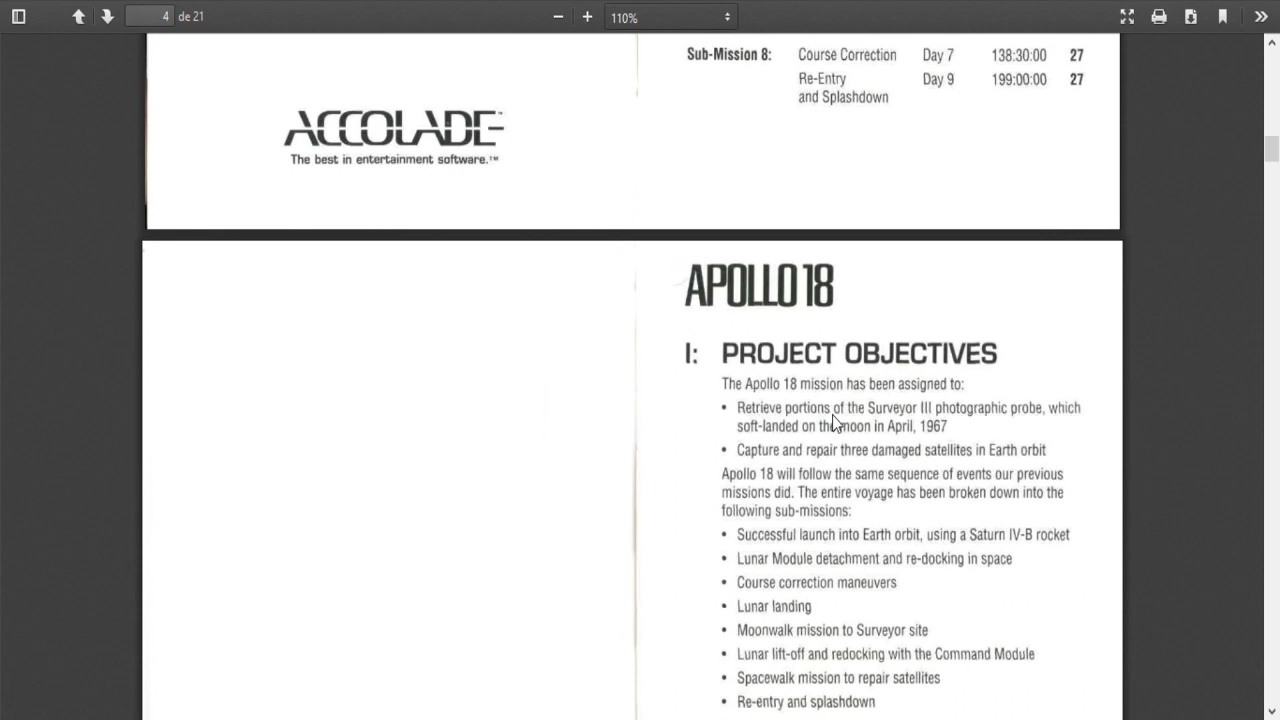 4 de 21 110%
Sub-Mission 8: Course Correction Day 7 138:30:00 27
Re-Entry Day 9 199:00:00 27
and Splashdown
ACCOLADE™
The best in entertainment software.™
APOLLO 18
I: PROJECT OBJECTIVES
The Apollo 18 mission has been assigned to:
• Retrieve portions of the Surveyor III photographic probe, which
soft-landed on the moon in April, 1967
• Capture and repair three damaged satellites in Earth orbit
Apollo 18 will follow the same sequence of events our previous
missions did. The entire voyage has been broken down into the
following sub-missions:
• Successful launch into Earth orbit, using a Saturn IV-B rocket
• Lunar Module detachment and re-docking in space
• Course correction maneuvers
• Lunar landing
• Moonwalk mission to Surveyor site
• Lunar lift-off and redocking with the Command Module
• Spacewalk mission to repair satellites
• Re-entry and splashdown